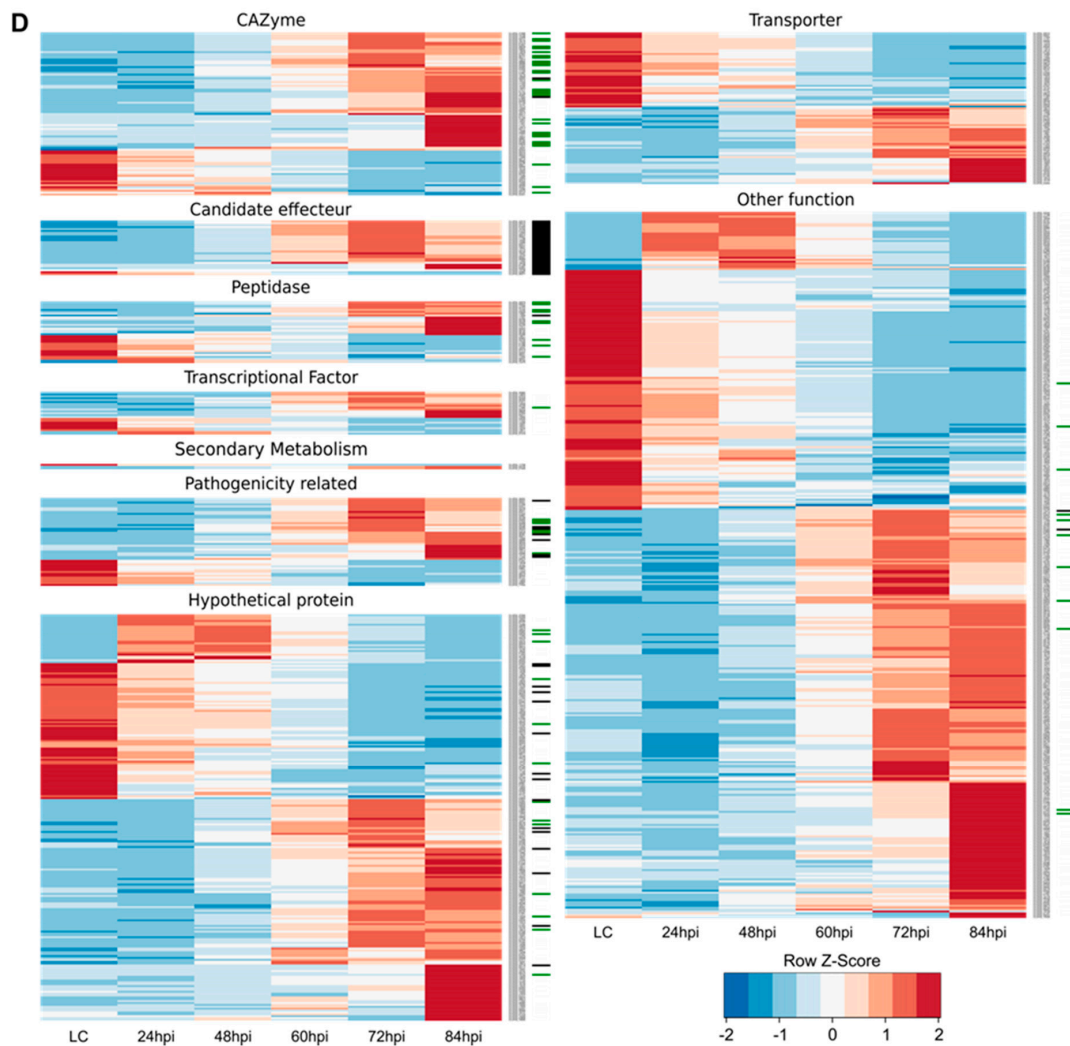 D
CAZyme
Candidate effecteur
Peptidase
Transcriptional Factor
Secondary Metabolism
Pathogenicity related
Hypothetical protein
LC 24hpi 48hpi 60hpi 72hpi 84hpi
Transporter
Other function
LC 24hpi 48hpi 60hpi 72hpi 84hpi
Row Z-Score
-2 -1 0 1 2